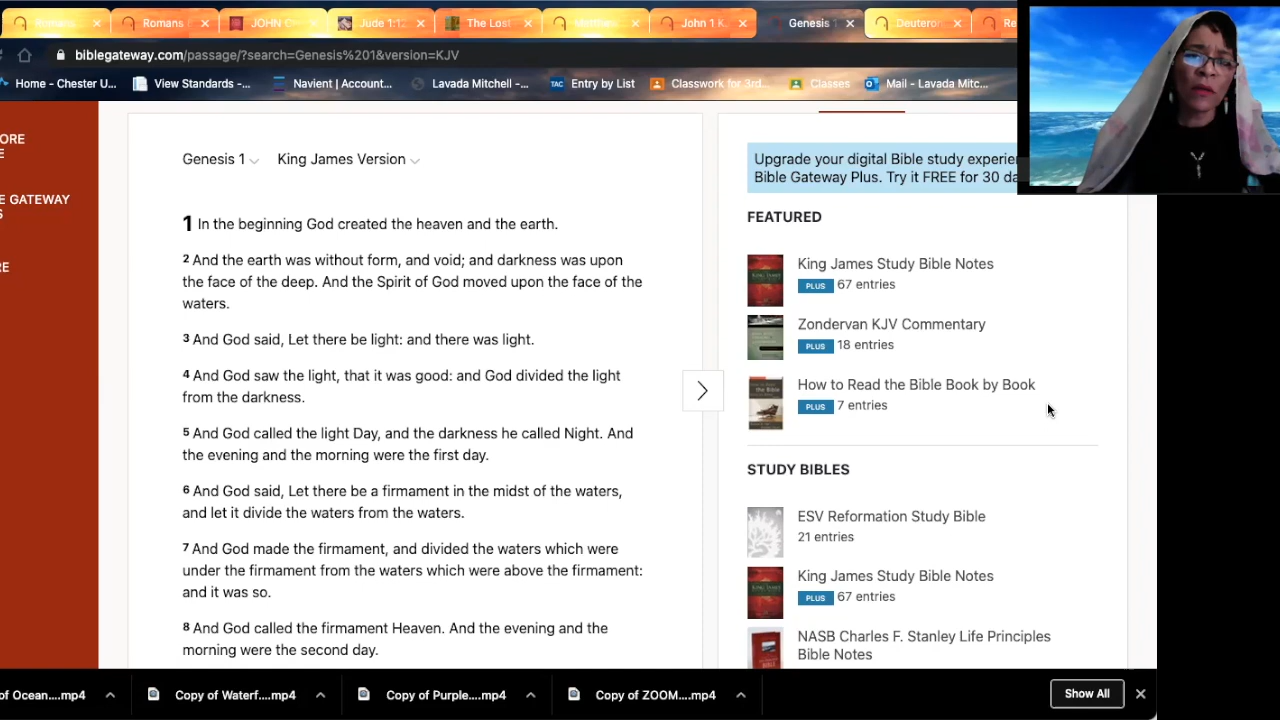 Romans
Romans
JOHN C
Jude 1:1
The Lost
Matthew
John 1 K
Genesis 1
Deuteron
Re
biblegateway.com/passage/?search=Genesis%201&version=KJV
Home - Chester U...
View Standards -...
Navient | Account...
Lavada Mitchell -...
TAC Entry by List
Classwork for 3rd...
Classes
Mail - Lavada Mitc...
ORE
E
E GATEWAY
S
RE
Genesis 1
King James Version
1 In the beginning God created the heaven and the earth.
2 And the earth was without form, and void; and darkness was upon
the face of the deep. And the Spirit of God moved upon the face of the
waters.
3 And God said, Let there be light: and there was light.
4 And God saw the light, that it was good: and God divided the light
from the darkness.
5 And God called the light Day, and the darkness he called Night. And
the evening and the morning were the first day.
6 And God said, Let there be a firmament in the midst of the waters,
and let it divide the waters from the waters.
7 And God made the firmament, and divided the waters which were
under the firmament from the waters which were above the firmament:
and it was so.
8 And God called the firmament Heaven. And the evening and the
morning were the second day.
Upgrade your digital Bible study experien
Bible Gateway Plus. Try it FREE for 30 da
FEATURED
King James Study Bible Notes
PLUS 67 entries
Zondervan KJV Commentary
PLUS 18 entries
How to Read the Bible Book by Book
PLUS 7 entries
STUDY BIBLES
ESV Reformation Study Bible
21 entries
King James Study Bible Notes
PLUS 67 entries
NASB Charles F. Stanley Life Principles
Bible Notes
of Ocean....mp4
Copy of Waterf....mp4
Copy of Purple....mp4
Copy of ZOOM....mp4
Show All